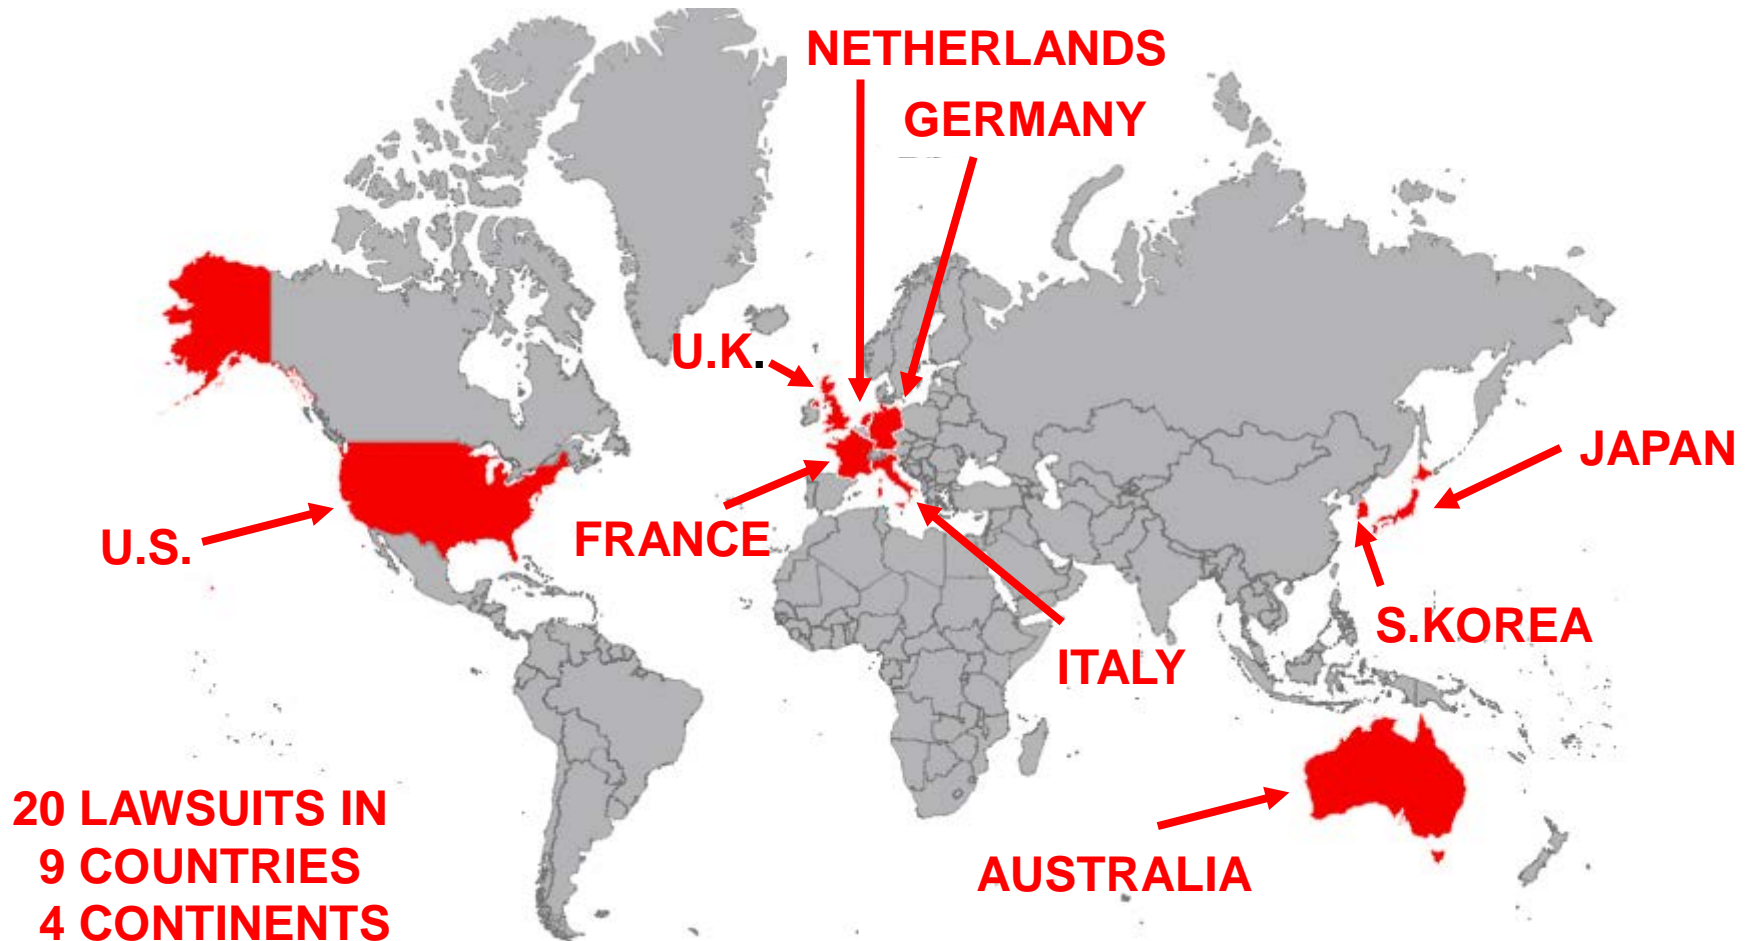 NETHERLANDS
GERMANY
U.K.
JAPAN
U.S.
FRANCE
S.KOREA
ITALY
20 LAWSUITS IN
9 COUNTRIES
4 CONTINENTS
AUSTRALIA